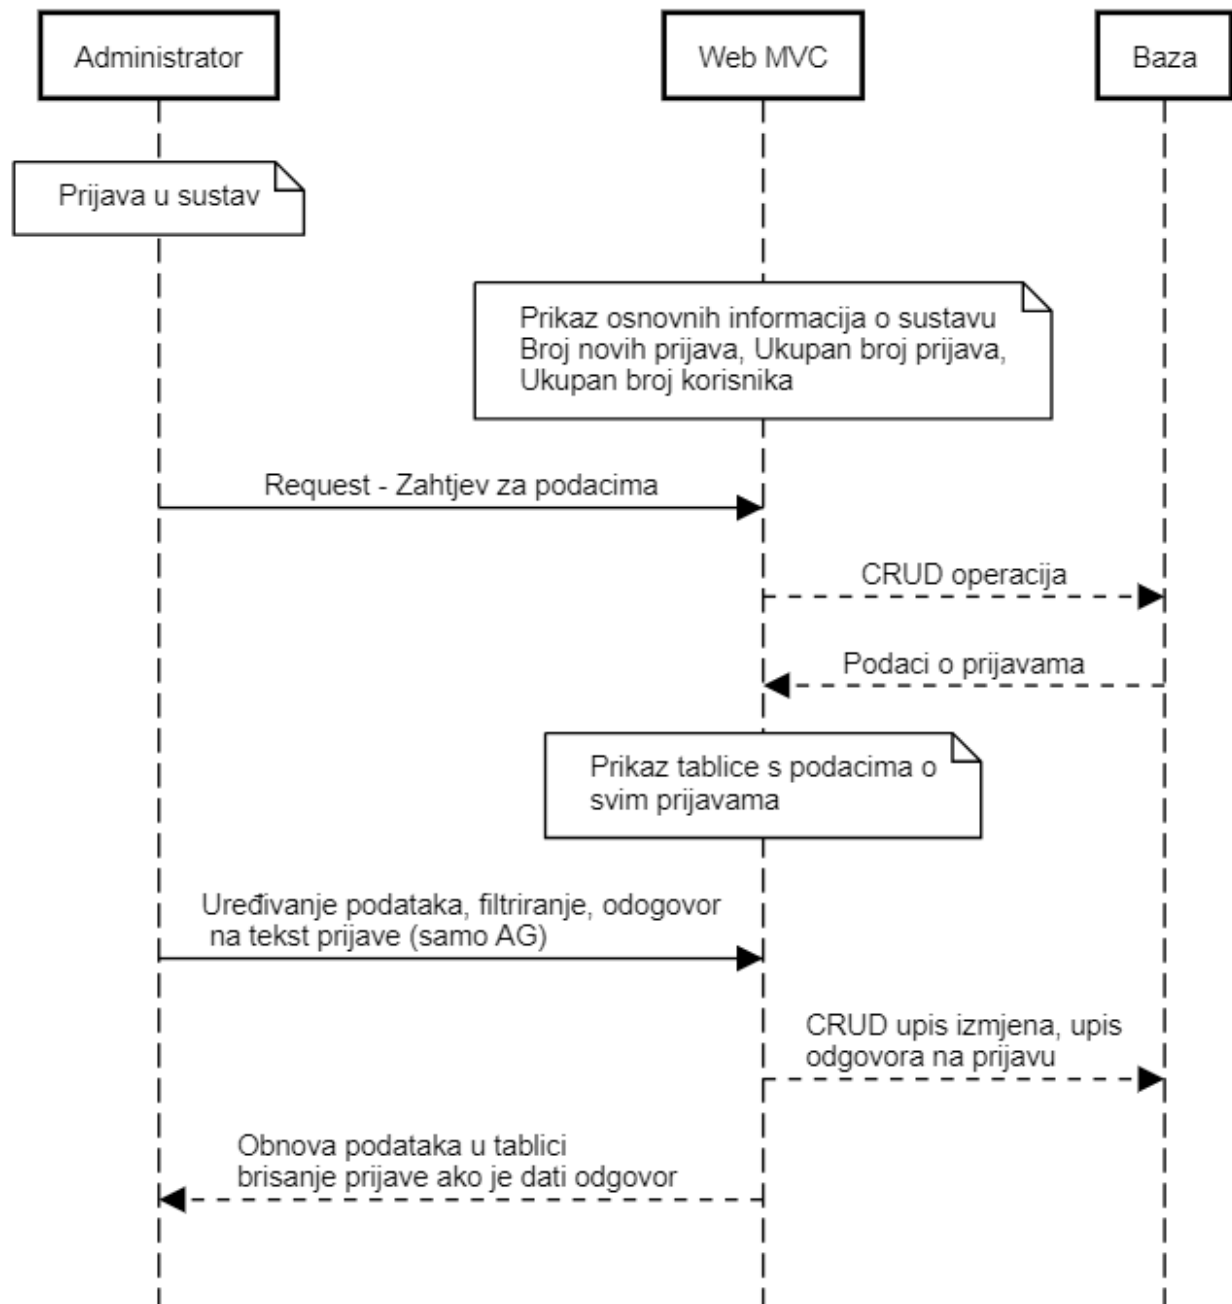 Administrator
Web MVC
Baza
Prijava u sustav
Prikaz osnovnih informacija o sustavu
Broj novih prijava, Ukupan broj prijava,
Ukupan broj korisnika
Request - Zahtjev za podacima
CRUD operacija
Podaci o prijavama
Prikaz tablice s podacima o
svim prijavama
Uređivanje podataka, filtriranje, odogovor
na tekst prijave (samo AG)
CRUD upis izmjena, upis
odgovora na prijavu
Obnova podataka u tablici
brisanje prijave ako je dati odgovor